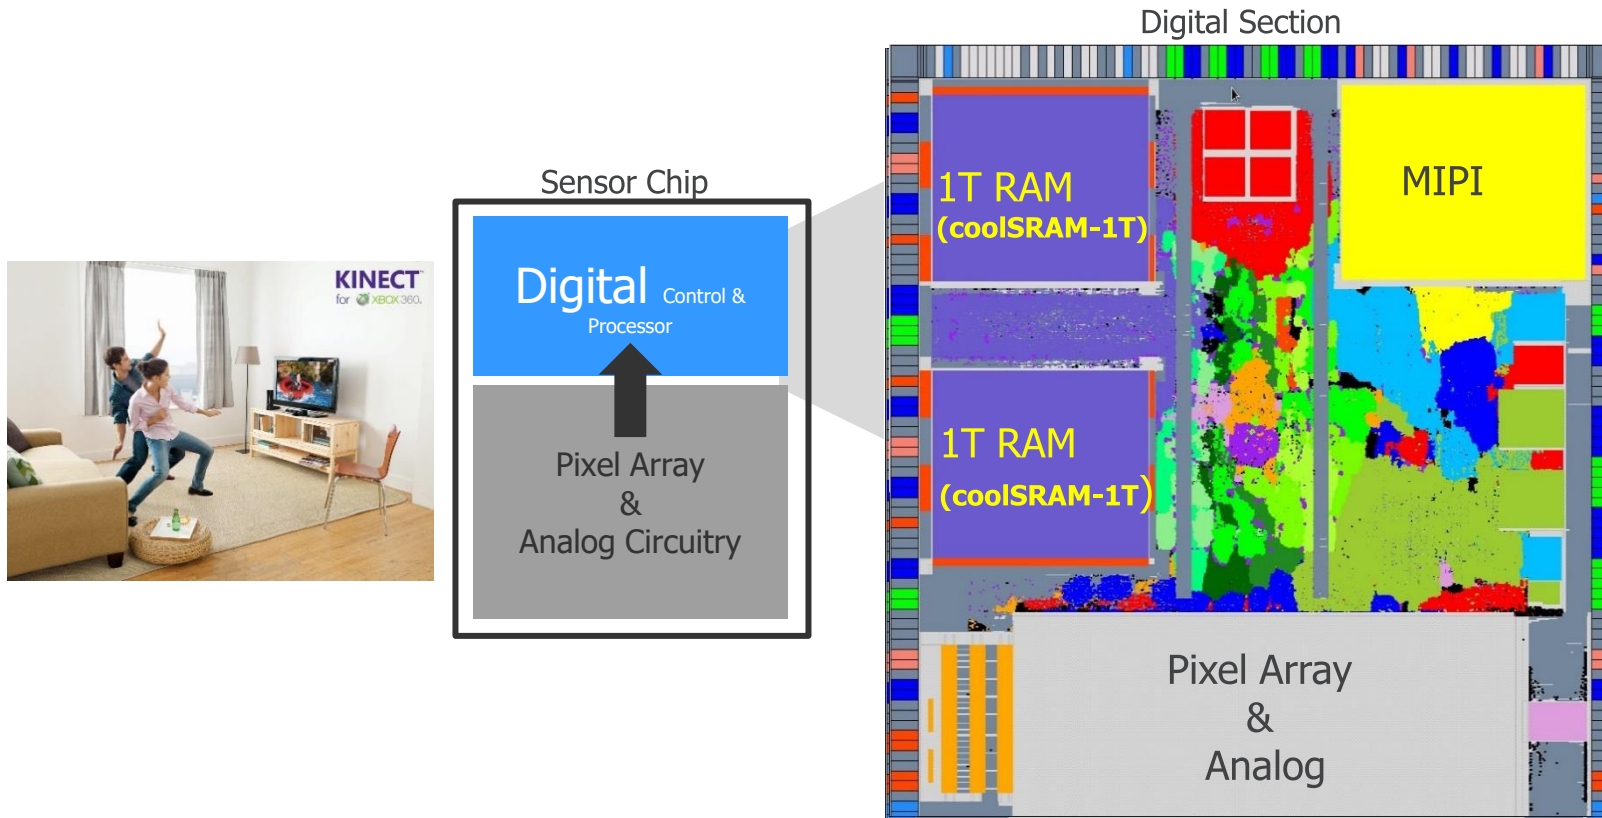 Digital Section
Sensor Chip
KINECT™
for XBOX 360.
Digital Control &
Processor
Pixel Array
&
Analog Circuitry
1T RAM
(coolSRAM-1T)
MIPI
1T RAM
(coolSRAM-1T)
Pixel Array
&
Analog